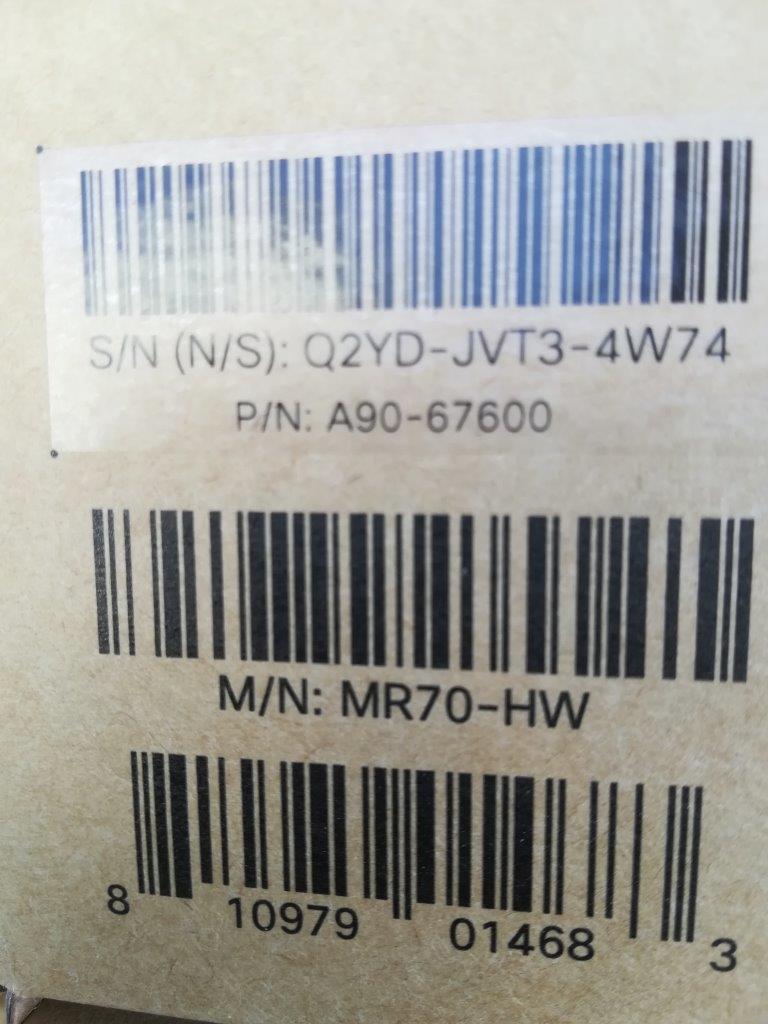 S/N (N/S): Q2YD-JVT3-4W74
P/N: A90-67600
M/N: MR70-HW
8 10979 01468 3